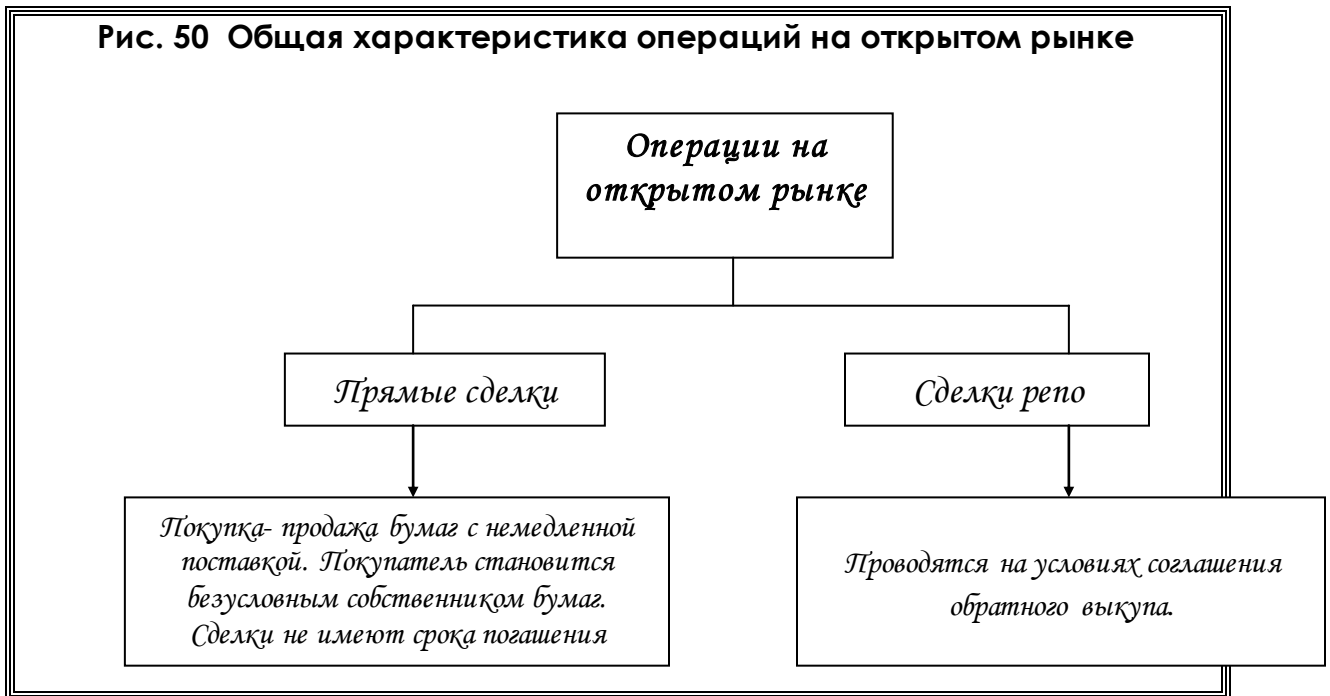 Рис. 50 Общая характеристика операций на открытом рынке
Операции на
открытом рынке
Прямые сделки
Сделки репо
Покупка- продажа бумаг с немедленной
поставкой. Покупатель становится
безусловным собственником бумаг.
Сделки не имеют срока погашения
Проводятся на условиях соглашения
обратного выкупа.